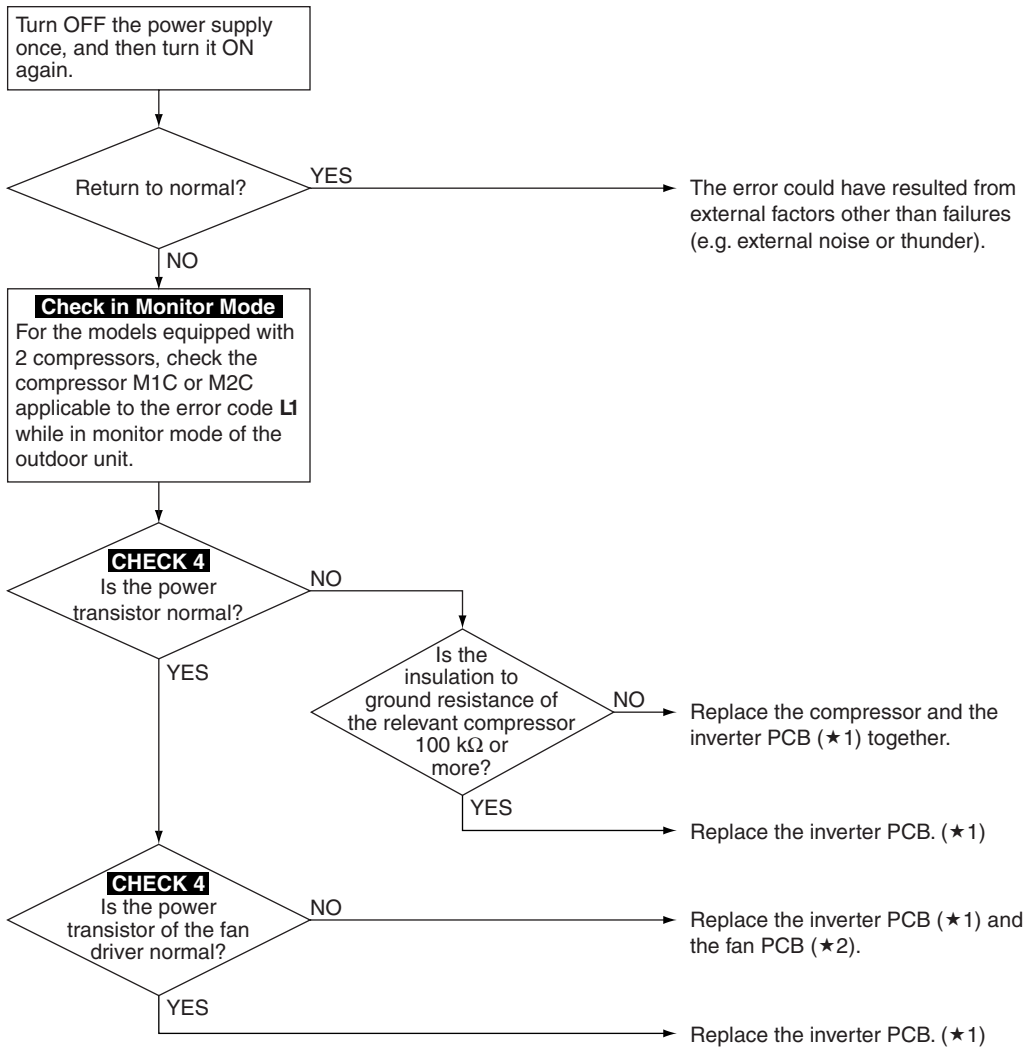 Turn OFF the power supply
once, and then turn it ON
again.
Return to normal?
YES
The error could have resulted from
external factors other than failures
(e.g. external noise or thunder).
NO
Check in Monitor Mode
For the models equipped with
2 compressors, check the
compressor M1C or M2C
applicable to the error code L1
while in monitor mode of the
outdoor unit.
CHECK 4
Is the power
transistor normal?
NO
YES
Is the
insulation to
ground resistance of
the relevant compressor
100 kΩ or
more?
NO
Replace the compressor and the
inverter PCB (★1) together.
YES
Replace the inverter PCB. (★1)
CHECK 4
Is the power
transistor of the fan
driver normal?
NO
Replace the inverter PCB (★1) and
the fan PCB (★2).
YES
Replace the inverter PCB. (★1)